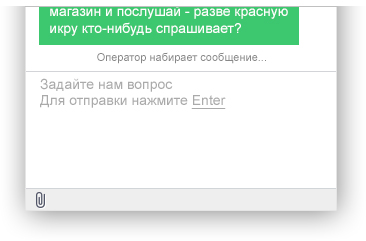 магазин и послушай - разве красную
икру кто-нибудь спрашивает?
Оператор набирает сообщение...
Задайте нам вопрос
Для отправки нажмите Enter